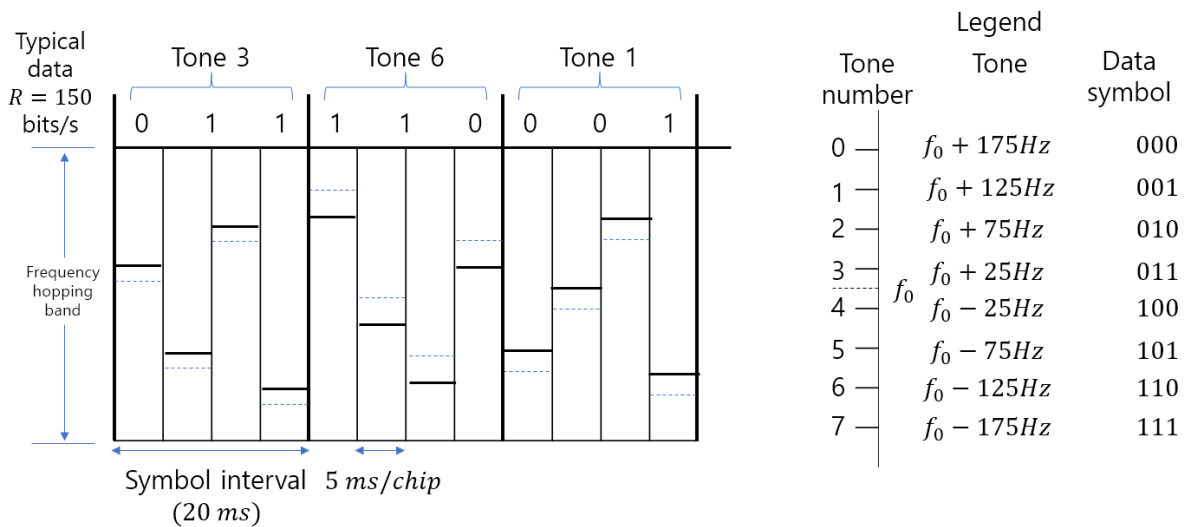 Typical
data
R = 150
bits/s
Tone 3
Tone 6
Tone 1
0 1 1 1 1 0 0 0 1
Frequency
hopping
band
Symbol interval
(20 ms)
5 ms/chip
Legend
Tone
number
Tone
Data
symbol
0 f₀ + 175Hz 000
1 f₀ + 125Hz 001
2 f₀ + 75Hz 010
3 f₀ + 25Hz 011
f₀
4 f₀ − 25Hz 100
5 f₀ − 75Hz 101
6 f₀ − 125Hz 110
7 f₀ − 175Hz 111